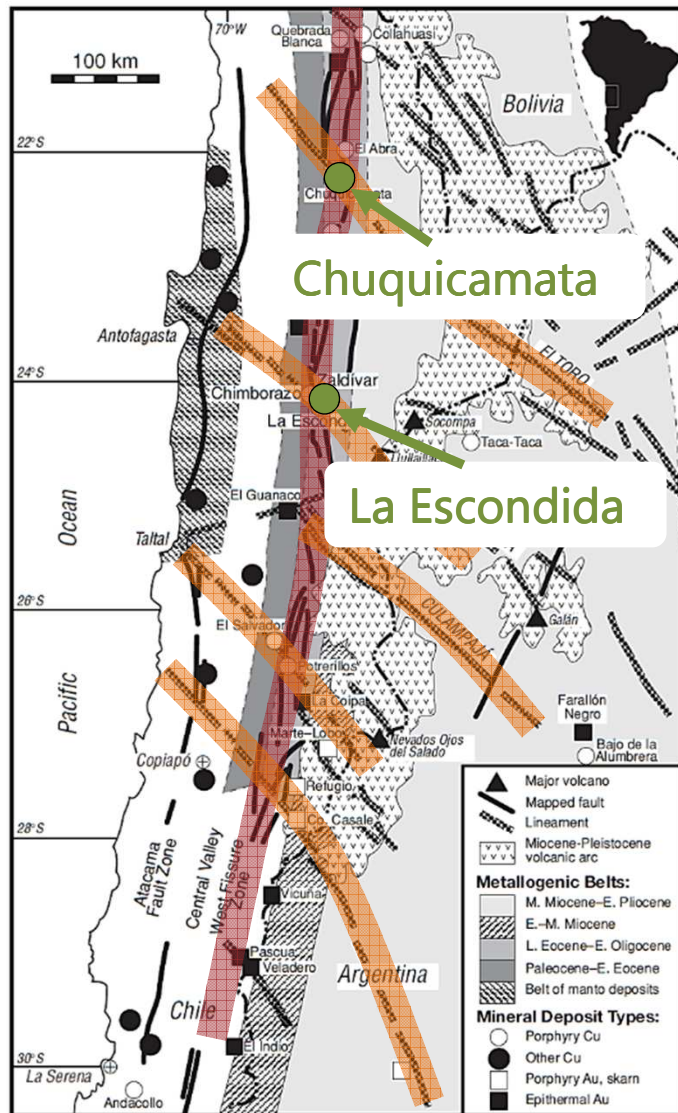 70°W
100 km
Quebrada
Blanca
Collahuasi
Bolivia
El Abra
22°S
Chuquicamata
Chuquicamata
Antofagasta
EL TORO
24°S
Zaldívar
Chimborazo
La Escondida
Socompa
Taca-Taca
La Escondida
El Guanaco
Ocean
Taltal
26°S
CULAMPAJÁ
Galán
El Salvador
Potrerillos
Pacific
La Coipa
Farallón
Negro
Marte-Lobo
Nevados Ojos
del Salado
Bajo de la
Alumbrera
Copiapó
Refugio
Co. Casale
28°S
Atacama
Fault Zone
Central Valley
West Fissure
Zone
Vicuña
Pascua
Veladero
Argentina
Chile
El Indio
30°S
La Serena
Andacollo
Major volcano
Mapped fault
Lineament
Miocene-Pleistocene
volcanic arc
Metallogenic Belts:
M. Miocene–E. Pliocene
E.–M. Miocene
L. Eocene–E. Oligocene
Paleocene–E. Eocene
Belt of manto deposits
Mineral Deposit Types:
Porphyry Cu
Other Cu
Porphyry Au, skarn
Epithermal Au